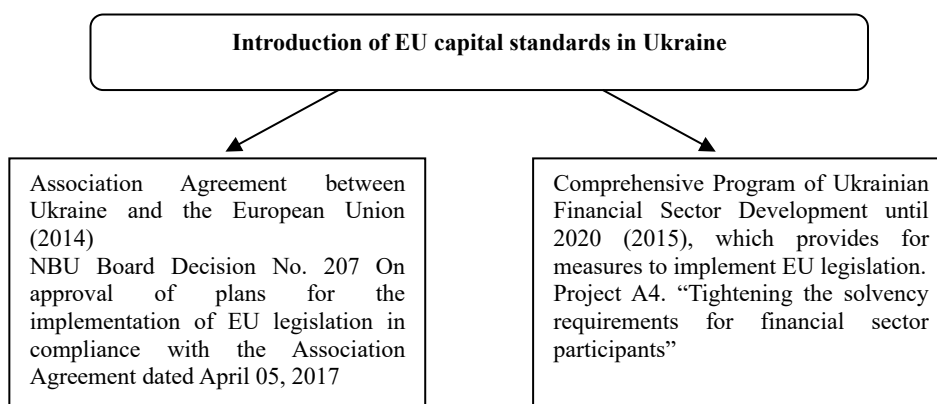 Introduction of EU capital standards in Ukraine
Association Agreement between
Ukraine and the European Union
(2014)
NBU Board Decision No. 207 On
approval of plans for the
implementation of EU legislation in
compliance with the Association
Agreement dated April 05, 2017
Comprehensive Program of Ukrainian
Financial Sector Development until
2020 (2015), which provides for
measures to implement EU legislation.
Project A4. “Tightening the solvency
requirements for financial sector
participants”